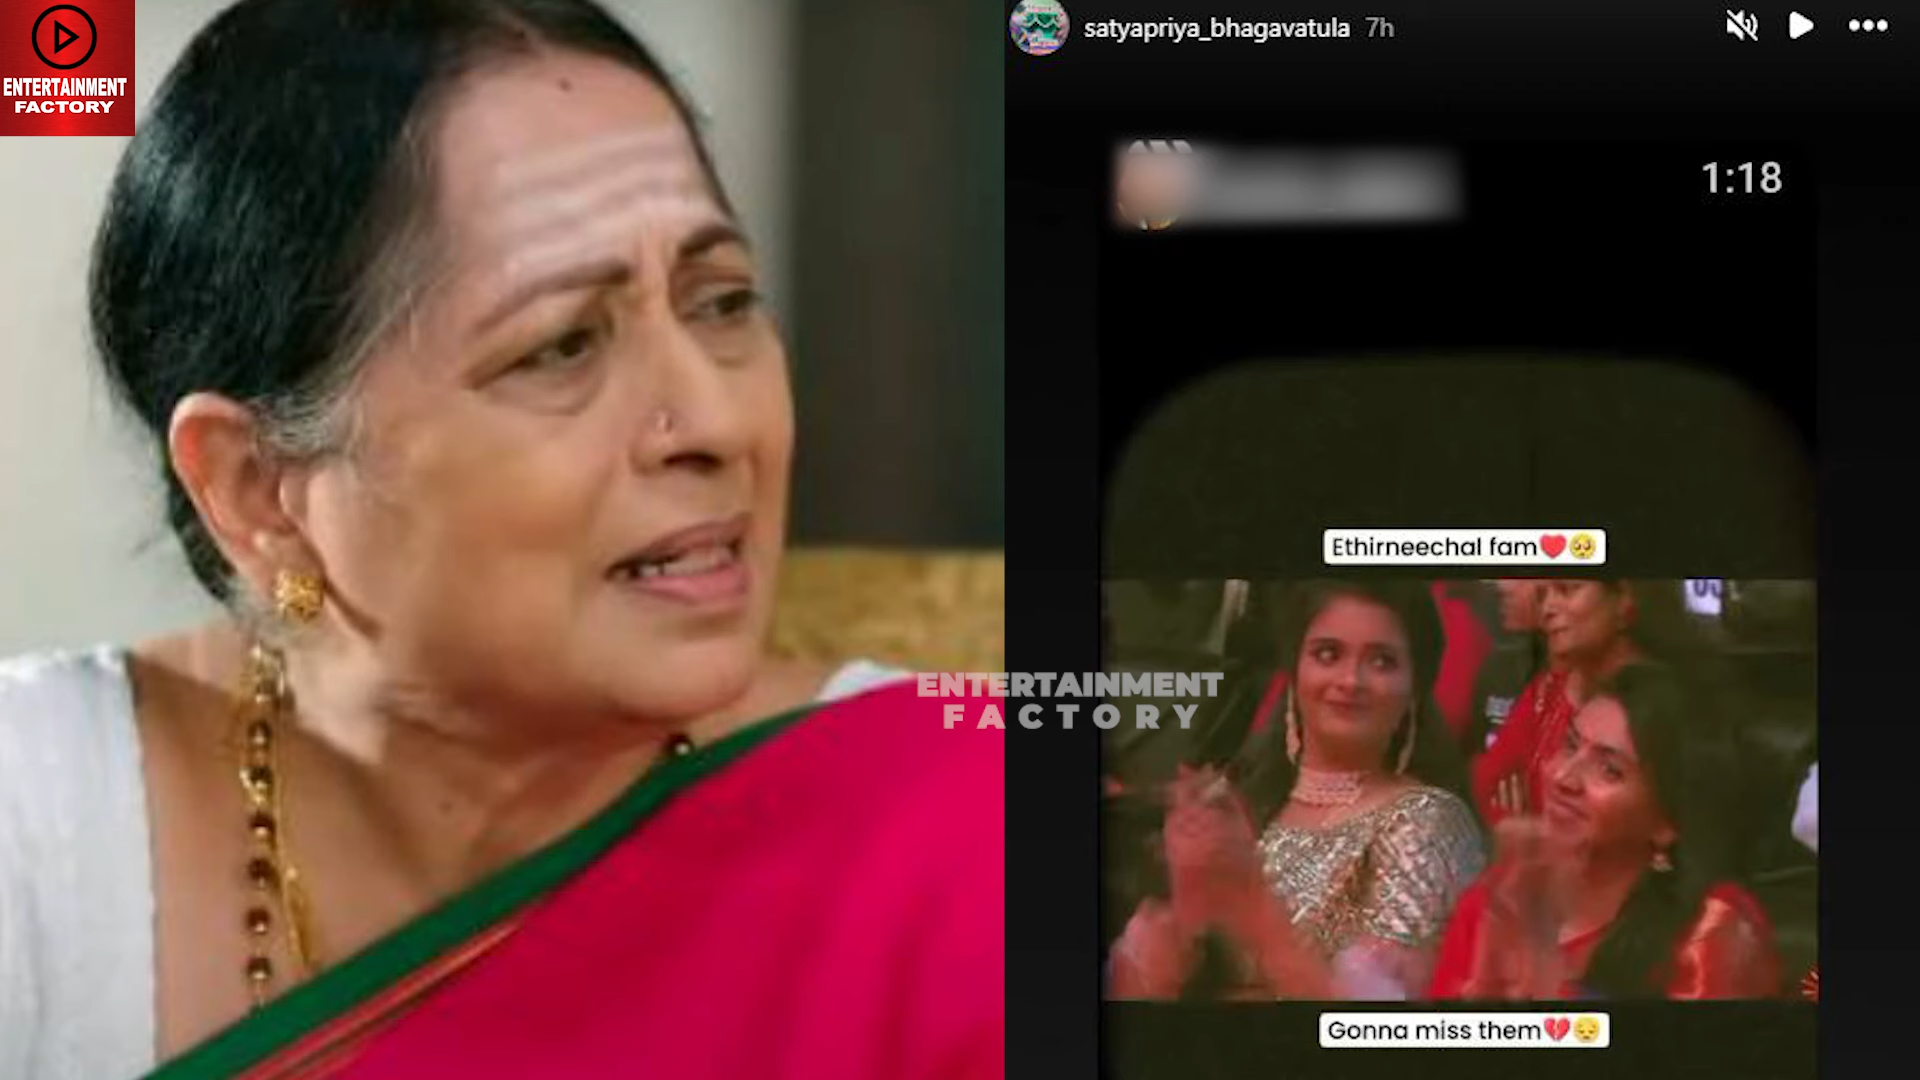 ENTERTAINMENT
FACTORY
satyapriya_bhagavatula 7h
1:18
Ethirneechal fam❤️🥺
ENTERTAINMENT
FACTORY
Gonna miss them💔😔